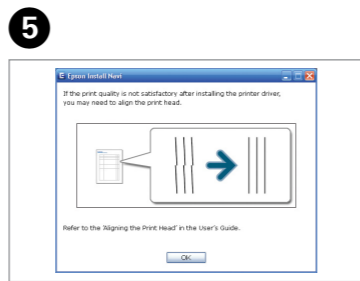 5
Epson Install Navi
If the print quality is not satisfactory after installing the printer driver,
you may need to align the print head.
Refer to the 'Aligning the Print Head' in the User's Guide.
OK